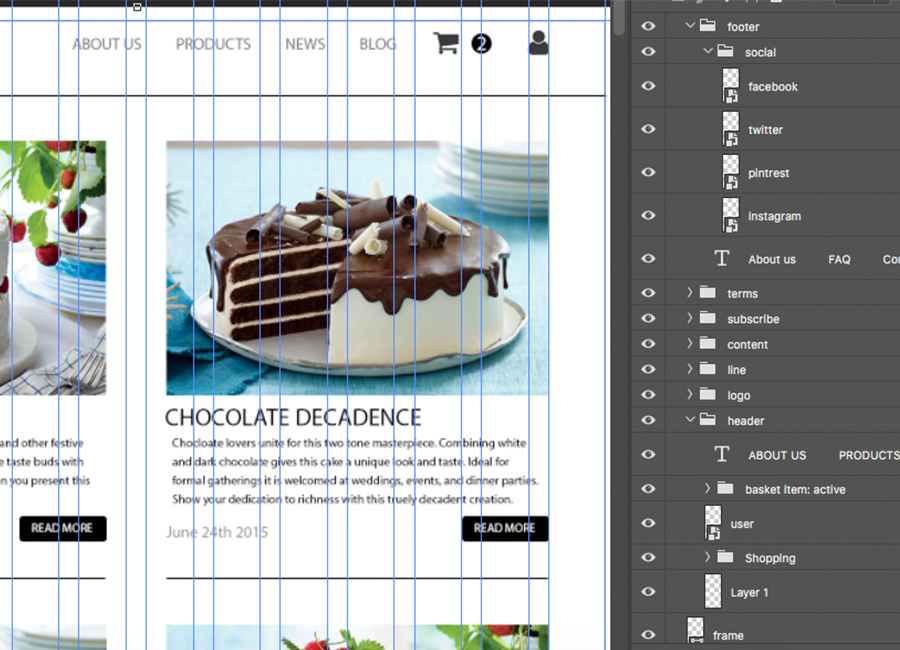 ABOUT US PRODUCTS NEWS BLOG 2
and other festive
e taste buds with
n you present this
READ MORE
CHOCOLATE DECADENCE
Chocloate lovers unite for this two tone masterpiece. Combining white
and dark chocolate gives this cake a unique look and taste. Ideal for
formal gatherings it is welcomed at weddings, events, and dinner parties.
Show your dedication to richness with this truely decadent creation.
June 24th 2015
READ MORE
footer
social
facebook
twitter
pintrest
instagram
T About us FAQ Cor
terms
subscribe
content
line
logo
header
T ABOUT US PRODUCTS
basket item: active
user
Shopping
Layer 1
frame